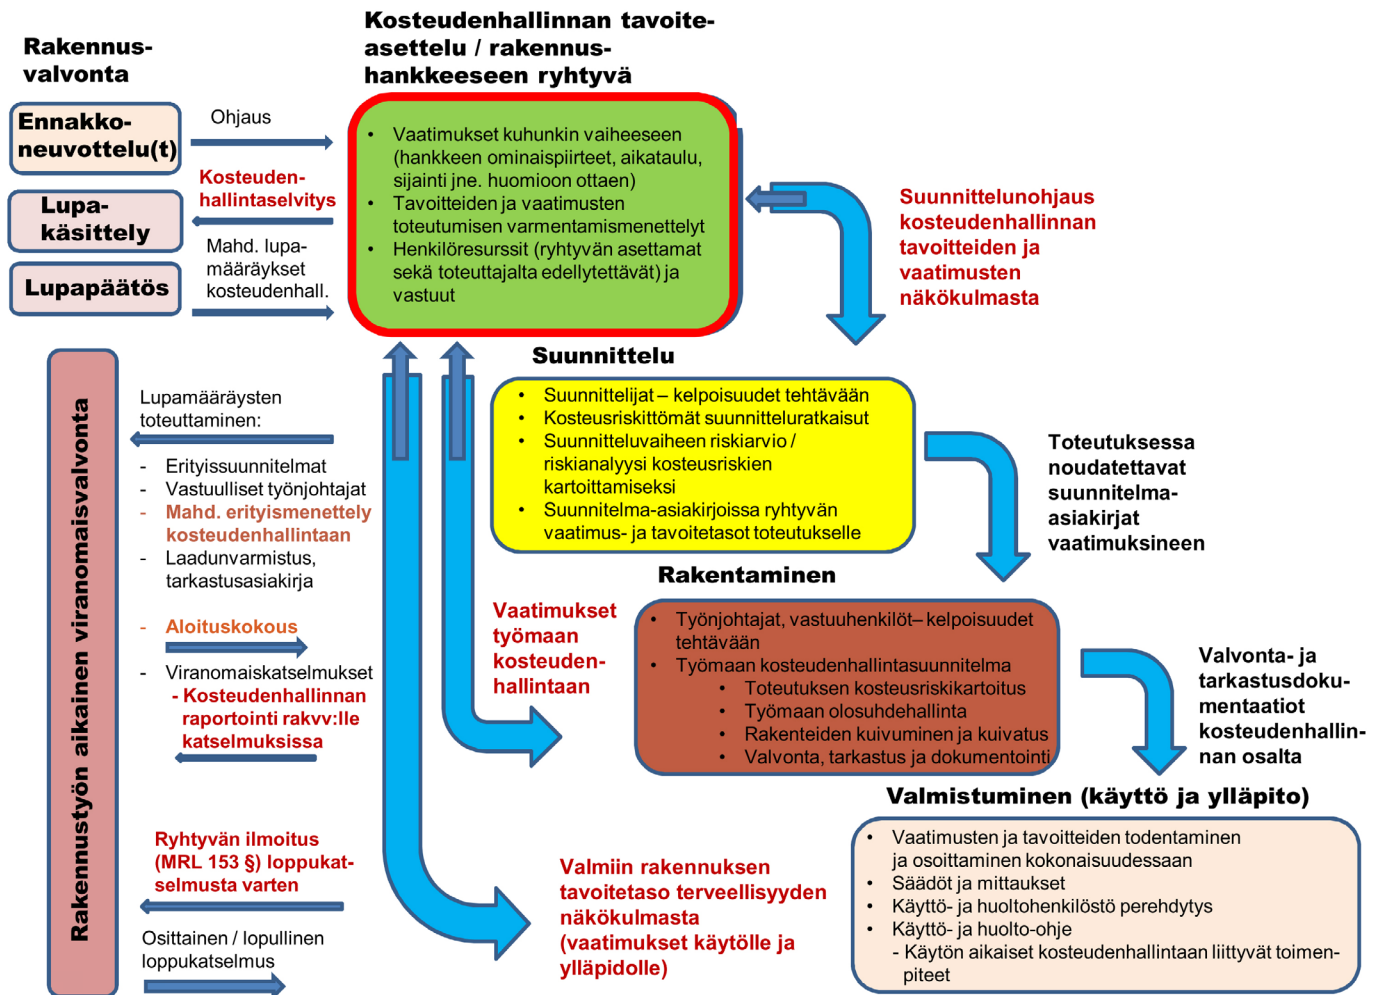 Rakennus-
valvonta
Kosteudenhallinnan tavoite-
asettelu / rakennus-
hankkeeseen ryhtyvä
Ennakko-
neuvottelu(t)
Ohjaus
Kosteuden-
hallintaselvitys
Lupa-
käsittely
Mahd. lupa-
määräykset
kosteudenhall.
Lupapäätös
• Vaatimukset kuhunkin vaiheeseen
(hankkeen ominaispiirteet, aikataulu,
sijainti jne. huomioon ottaen)
• Tavoitteiden ja vaatimusten
toteutumisen varmentamismenettelyt
• Henkilöresurssit (ryhtyvän asettamat
sekä toteuttajalta edellytettävät) ja
vastuut
Suunnittelunohjaus
kosteudenhallinnan
tavoitteiden ja
vaatimusten
näkökulmasta
Rakennustyön aikainen viranomaisvalvonta
Lupamääräysten
toteuttaminen:
- Erityissuunnitelmat
- Vastuulliset työnjohtajat
- Mahd. erityismenettely
kosteudenhallintaan
- Laadunvarmistus,
tarkastusasiakirja
- Aloituskokous
- Viranomaiskatselmukset
- Kosteudenhallinnan
raportointi rakvv:lle
katselmuksissa
Ryhtyvän ilmoitus
(MRL 153 §) loppukat-
selmusta varten
Osittainen / lopullinen
loppukatselmus
Suunnittelu
• Suunnittelijat – kelpoisuudet tehtävään
• Kosteusriskittömät suunnitteluratkaisut
• Suunnitteluvaiheen riskiarvio /
riskianalyysi kosteusriskien
kartoittamiseksi
• Suunnitelma-asiakirjoissa ryhtyvän
vaatimus- ja tavoitetasot toteutukselle
Toteutuksessa
noudatettavat
suunnitelma-
asiakirjat
vaatimuksineen
Vaatimukset
työmaan
kosteuden-
hallintaan
Rakentaminen
• Työnjohtajat, vastuuhenkilöt– kelpoisuudet
tehtävään
• Työmaan kosteudenhallintasuunnitelma
• Toteutuksen kosteusriskikartoitus
• Työmaan olosuhdehallinta
• Rakenteiden kuivuminen ja kuivatus
• Valvonta, tarkastus ja dokumentointi
Valvonta- ja
tarkastusdoku-
mentaatiot
kosteudenhallin-
nan osalta
Valmiin rakennuksen
tavoitetaso terveellisyyden
näkökulmasta
(vaatimukset käytölle ja
ylläpidolle)
Valmistuminen (käyttö ja ylläpito)
• Vaatimusten ja tavoitteiden todentaminen
ja osoittaminen kokonaisuudessaan
• Säädöt ja mittaukset
• Käyttö- ja huoltohenkilöstö perehdytys
• Käyttö- ja huolto-ohje
- Käytön aikaiset kosteudenhallintaan liittyvät toimen-
piteet